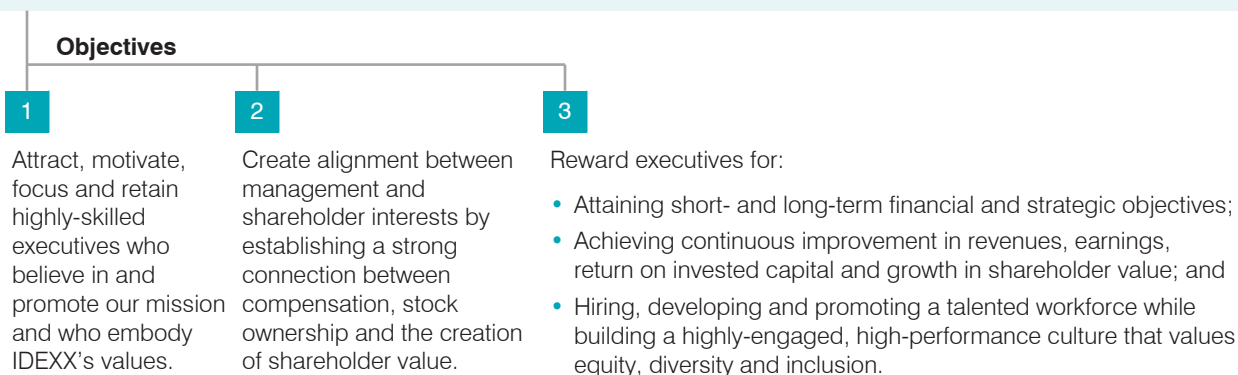 Objectives
1
Attract, motivate,
focus and retain
highly-skilled
executives who
believe in and
promote our mission
and who embody
IDEXX’s values.
2
Create alignment between
management and
shareholder interests by
establishing a strong
connection between
compensation, stock
ownership and the creation
of shareholder value.
3
Reward executives for:
• Attaining short- and long-term financial and strategic objectives;
• Achieving continuous improvement in revenues, earnings,
return on invested capital and growth in shareholder value; and
• Hiring, developing and promoting a talented workforce while
building a highly-engaged, high-performance culture that values
equity, diversity and inclusion.